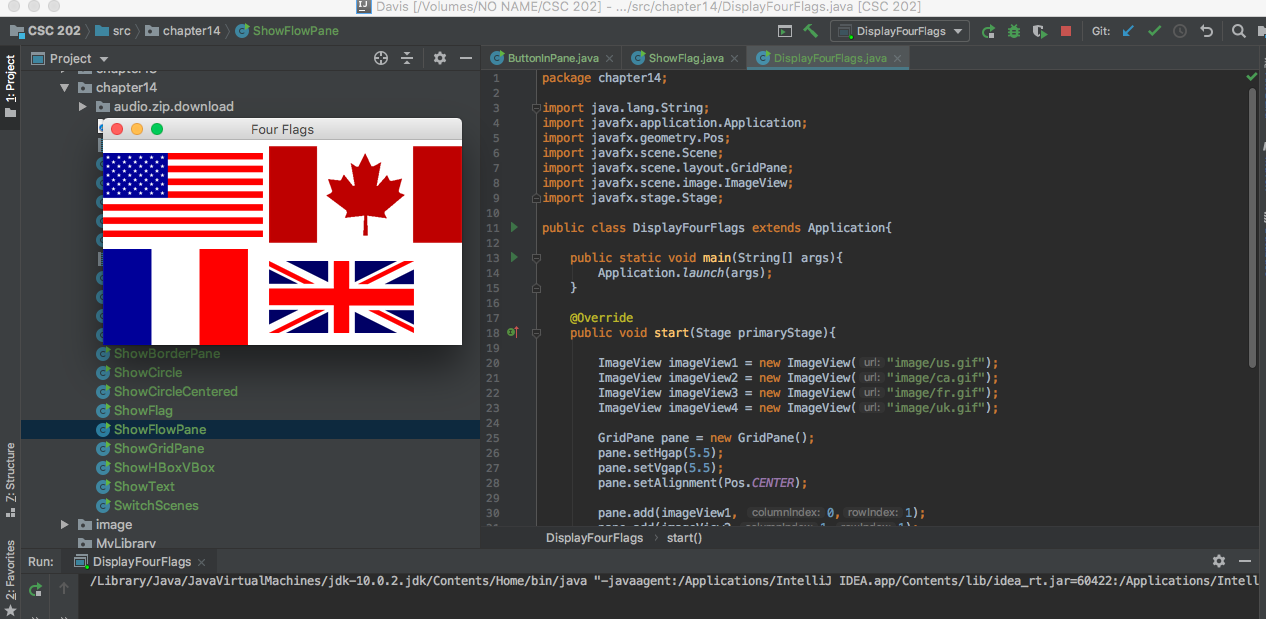 Davis [/Volumes/NO NAME/CSC 202] - .../src/chapter14/DisplayFourFlags.java [CSC 202]
CSC 202 src chapter14 ShowFlowPane
DisplayFourFlags
Git:
1: Project
Project
ButtonInPane.java
ShowFlag.java
DisplayFourFlags.java
chapter14
audio.zip.download
Four Flags
ShowBorderPane
ShowCircle
ShowCircleCentered
ShowFlag
ShowFlowPane
ShowGridPane
ShowHBoxVBox
ShowText
SwitchScenes
image
MyLibrary
1 package chapter14;
2
3 import java.lang.String;
4 import javafx.application.Application;
5 import javafx.geometry.Pos;
6 import javafx.scene.Scene;
7 import javafx.scene.layout.GridPane;
8 import javafx.scene.image.ImageView;
9 import javafx.stage.Stage;
10
11 public class DisplayFourFlags extends Application{
12
13 public static void main(String[] args){
14 Application.launch(args);
15 }
16
17 @Override
18 public void start(Stage primaryStage){
19
20 ImageView imageView1 = new ImageView( url: "image/us.gif");
21 ImageView imageView2 = new ImageView( url: "image/ca.gif");
22 ImageView imageView3 = new ImageView( url: "image/fr.gif");
23 ImageView imageView4 = new ImageView( url: "image/uk.gif");
24
25 GridPane pane = new GridPane();
26 pane.setHgap(5.5);
27 pane.setVgap(5.5);
28 pane.setAlignment(Pos.CENTER);
29
30 pane.add(imageView1, columnIndex: 0, rowIndex: 1);
DisplayFourFlags › start()
Z: Structure
2: Favorites
Run: DisplayFourFlags
/Library/Java/JavaVirtualMachines/jdk-10.0.2.jdk/Contents/Home/bin/java "-javaagent:/Applications/IntelliJ IDEA.app/Contents/lib/idea_rt.jar=60422:/Applications/Intell